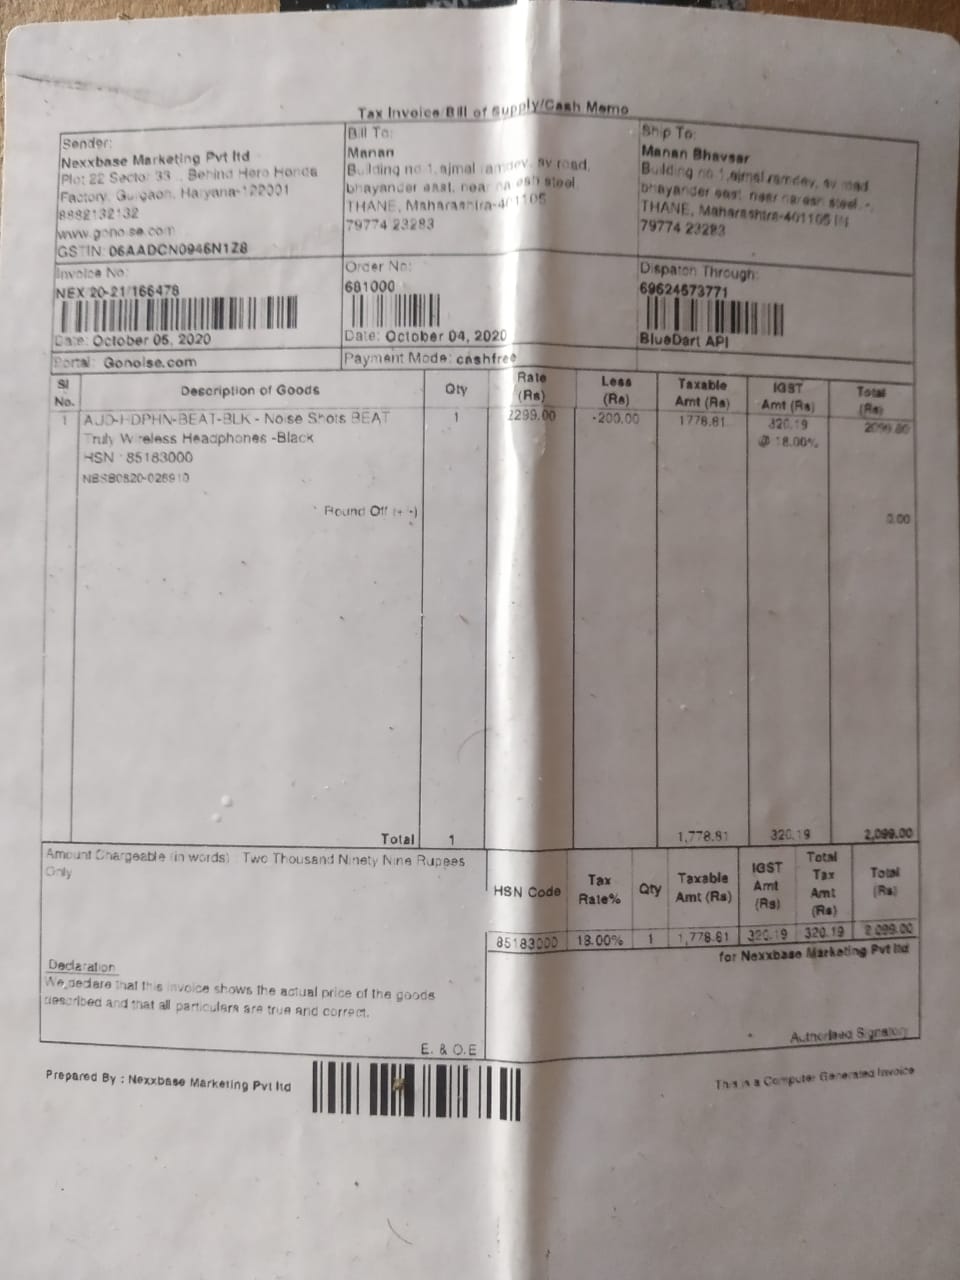 Tax Invoice/Bill of Supply/Cash Memo
Sender:
Nexxbase Marketing Pvt ltd
Plot 22 Sector 33 , Behind Hero Honda
Factory, Gurgaon, Haryana-122001
8882132132
www.gonoise.com
GSTIN: 06AADCN0946N1Z8
Bill To:
Manan
Building no 1,ajmal ramdev, sv road,
bhayander east, near naresh steel
THANE, Maharashtra-401105
79774 23283
Ship To:
Manan Bhavsar
Building no 1,ajmal ramdev, sv road
bhayander east, near naresh steel -,
THANE, Maharashtra-401105 IN
79774 23283
Invoice No:
NEX 20-21/166478
Date: October 05, 2020
Order No:
681000
Date: October 04, 2020
Dispatch Through:
69624673771
BlueDart API
Portal: Gonoise.com
Payment Mode: cashfree
Sl No. Description of Goods Qty Rate (Rs) Less (Rs) Taxable Amt (Rs) IGST Amt (Rs) Total (Rs)
1 AUD-HDPHN-BEAT-BLK - Noise Shots BEAT 1 2299.00 -200.00 1778.81 320.19 2099.00
Truly Wireless Headphones -Black @ 18.00%
HSN : 85183000
NBSB0820-026910
Round Off (+/-) 0.00
Total 1 1,778.81 320.19 2,099.00
Amount Chargeable (in words) : Two Thousand Ninety Nine Rupees
Only
HSN Code Tax Rate% Qty Taxable Amt (Rs) IGST Amt (Rs) Total Tax Amt (Rs) Total (Rs)
85183000 18.00% 1 1,778.81 320.19 320.19 2,099.00
for Nexxbase Marketing Pvt ltd
Declaration
We declare that this invoice shows the actual price of the goods
described and that all particulars are true and correct.
Authorised Signatory
E. & O.E
Prepared By : Nexxbase Marketing Pvt ltd
This is a Computer Generated Invoice